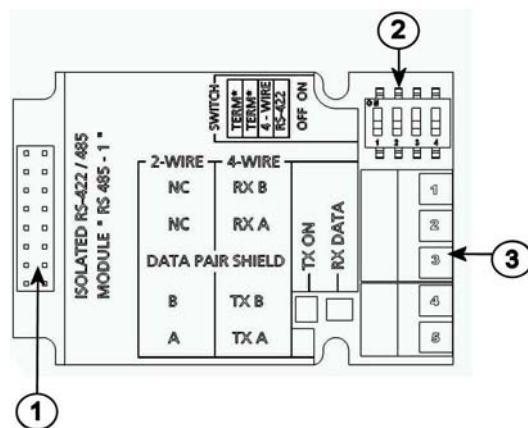 2
SWITCH
TERM*
TERM*
4 - WIRE
RS-422
OFF ON
ON
1 2 3 4
ISOLATED RS-422 / 485
MODULE " RS 485 - 1 "
2-WIRE 4-WIRE
NC RX B
NC RX A
DATA PAIR SHIELD
B TX B
A TX A
TX ON
RX DATA
1
2
3
4
5
3
1